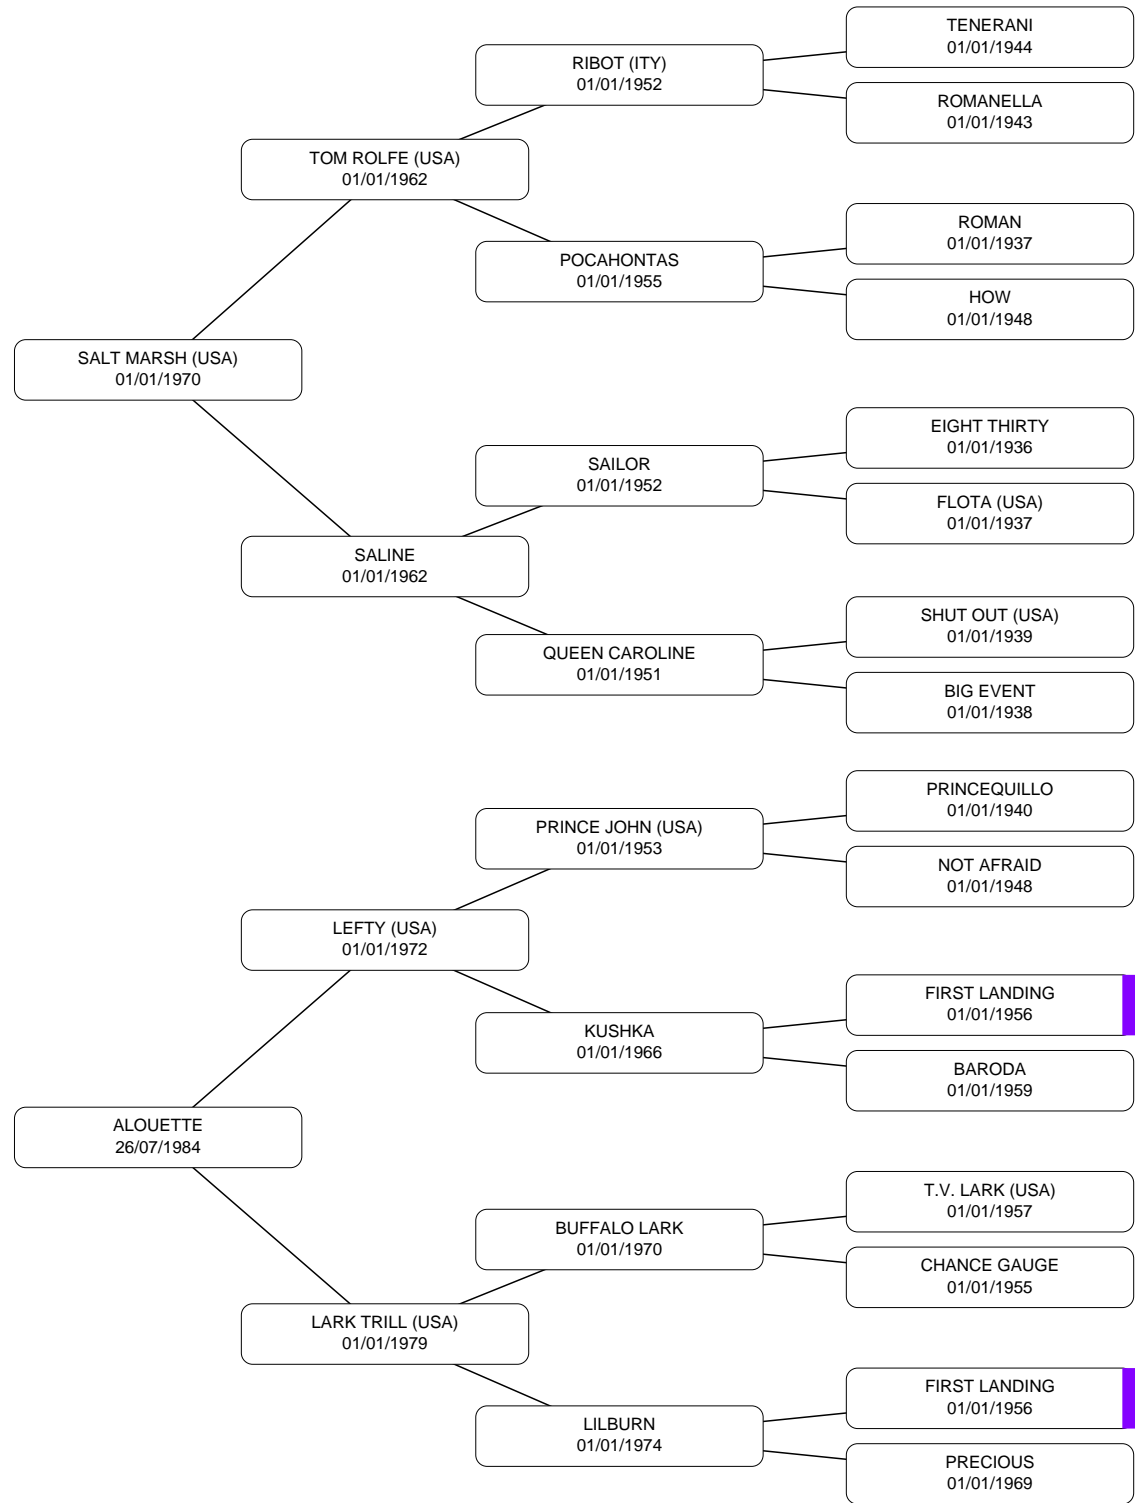 TENERANI
01/01/1944
RIBOT (ITY)
01/01/1952
ROMANELLA
01/01/1943
TOM ROLFE (USA)
01/01/1962
ROMAN
01/01/1937
POCAHONTAS
01/01/1955
HOW
01/01/1948
SALT MARSH (USA)
01/01/1970
EIGHT THIRTY
01/01/1936
SAILOR
01/01/1952
FLOTA (USA)
01/01/1937
SALINE
01/01/1962
SHUT OUT (USA)
01/01/1939
QUEEN CAROLINE
01/01/1951
BIG EVENT
01/01/1938
PRINCEQUILLO
01/01/1940
PRINCE JOHN (USA)
01/01/1953
NOT AFRAID
01/01/1948
LEFTY (USA)
01/01/1972
FIRST LANDING
01/01/1956
KUSHKA
01/01/1966
BARODA
01/01/1959
ALOUETTE
26/07/1984
T.V. LARK (USA)
01/01/1957
BUFFALO LARK
01/01/1970
CHANCE GAUGE
01/01/1955
LARK TRILL (USA)
01/01/1979
FIRST LANDING
01/01/1956
LILBURN
01/01/1974
PRECIOUS
01/01/1969